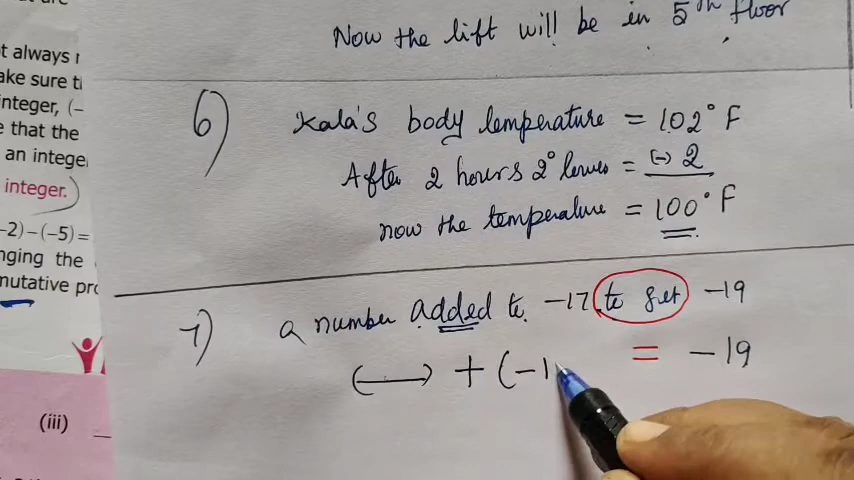 t always
ake sure t
integer, (–
e that the
an intege
integer.
–2)–(–5)=
nging the
mutative pro
(iii)
Now the lift will be in 5th floor
6) Kala's body temperature = 102° F
After 2 hours 2° lowers = (-) 2
now the temperature = 100° F
7) a number added to -17 to get -19
( ) + (-1 = -19